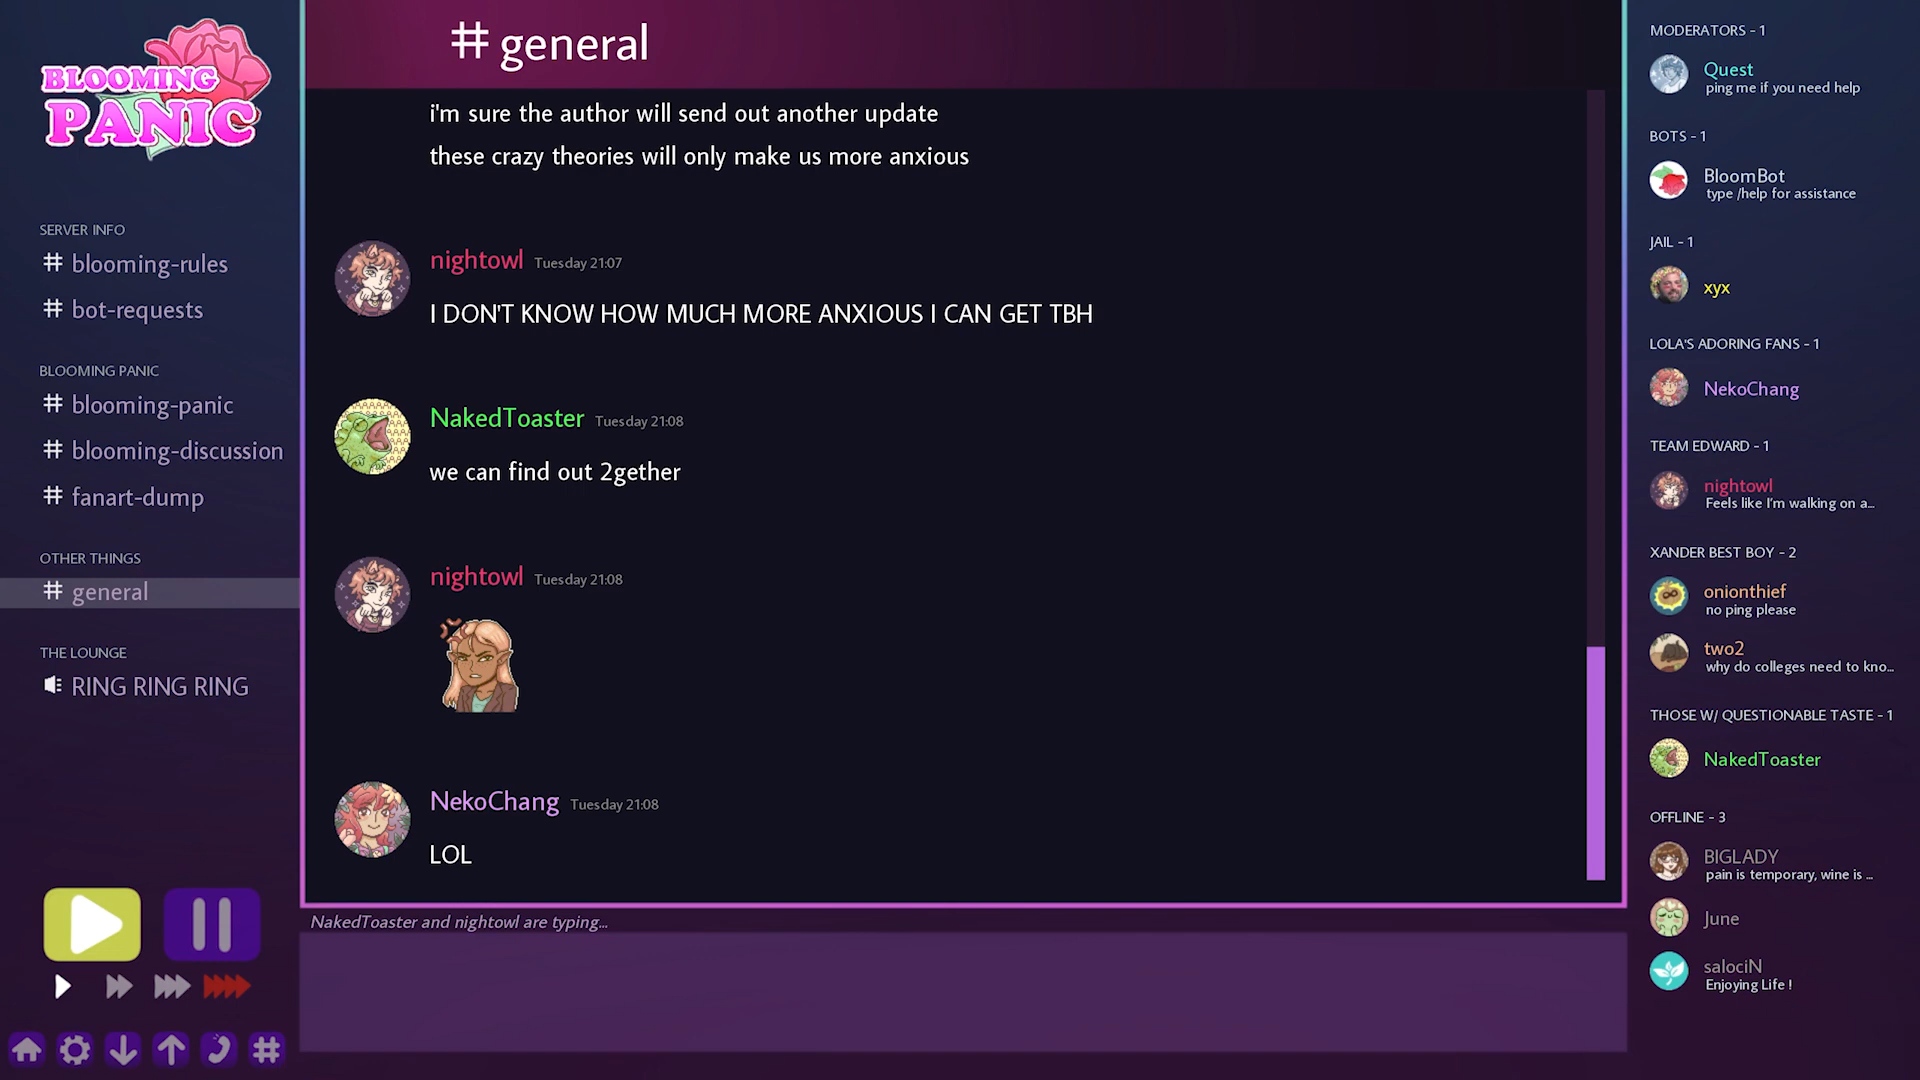 BLOOMING
PANIC
SERVER INFO
# blooming-rules
# bot-requests
BLOOMING PANIC
# blooming-panic
# blooming-discussion
# fanart-dump
OTHER THINGS
# general
THE LOUNGE
RING RING RING
# general
i'm sure the author will send out another update
these crazy theories will only make us more anxious
nightowl Tuesday 21:07
I DON'T KNOW HOW MUCH MORE ANXIOUS I CAN GET TBH
NakedToaster Tuesday 21:08
we can find out 2gether
nightowl Tuesday 21:08
NekoChang Tuesday 21:08
LOL
NakedToaster and nightowl are typing...
MODERATORS - 1
Quest
ping me if you need help
BOTS - 1
BloomBot
type /help for assistance
JAIL - 1
xyx
LOLA'S ADORING FANS - 1
NekoChang
TEAM EDWARD - 1
nightowl
Feels like I'm walking on a...
XANDER BEST BOY - 2
onionthief
no ping please
two2
why do colleges need to kno...
THOSE W/ QUESTIONABLE TASTE - 1
NakedToaster
OFFLINE - 3
BIGLADY
pain is temporary, wine is ...
June
salociN
Enjoying Life !